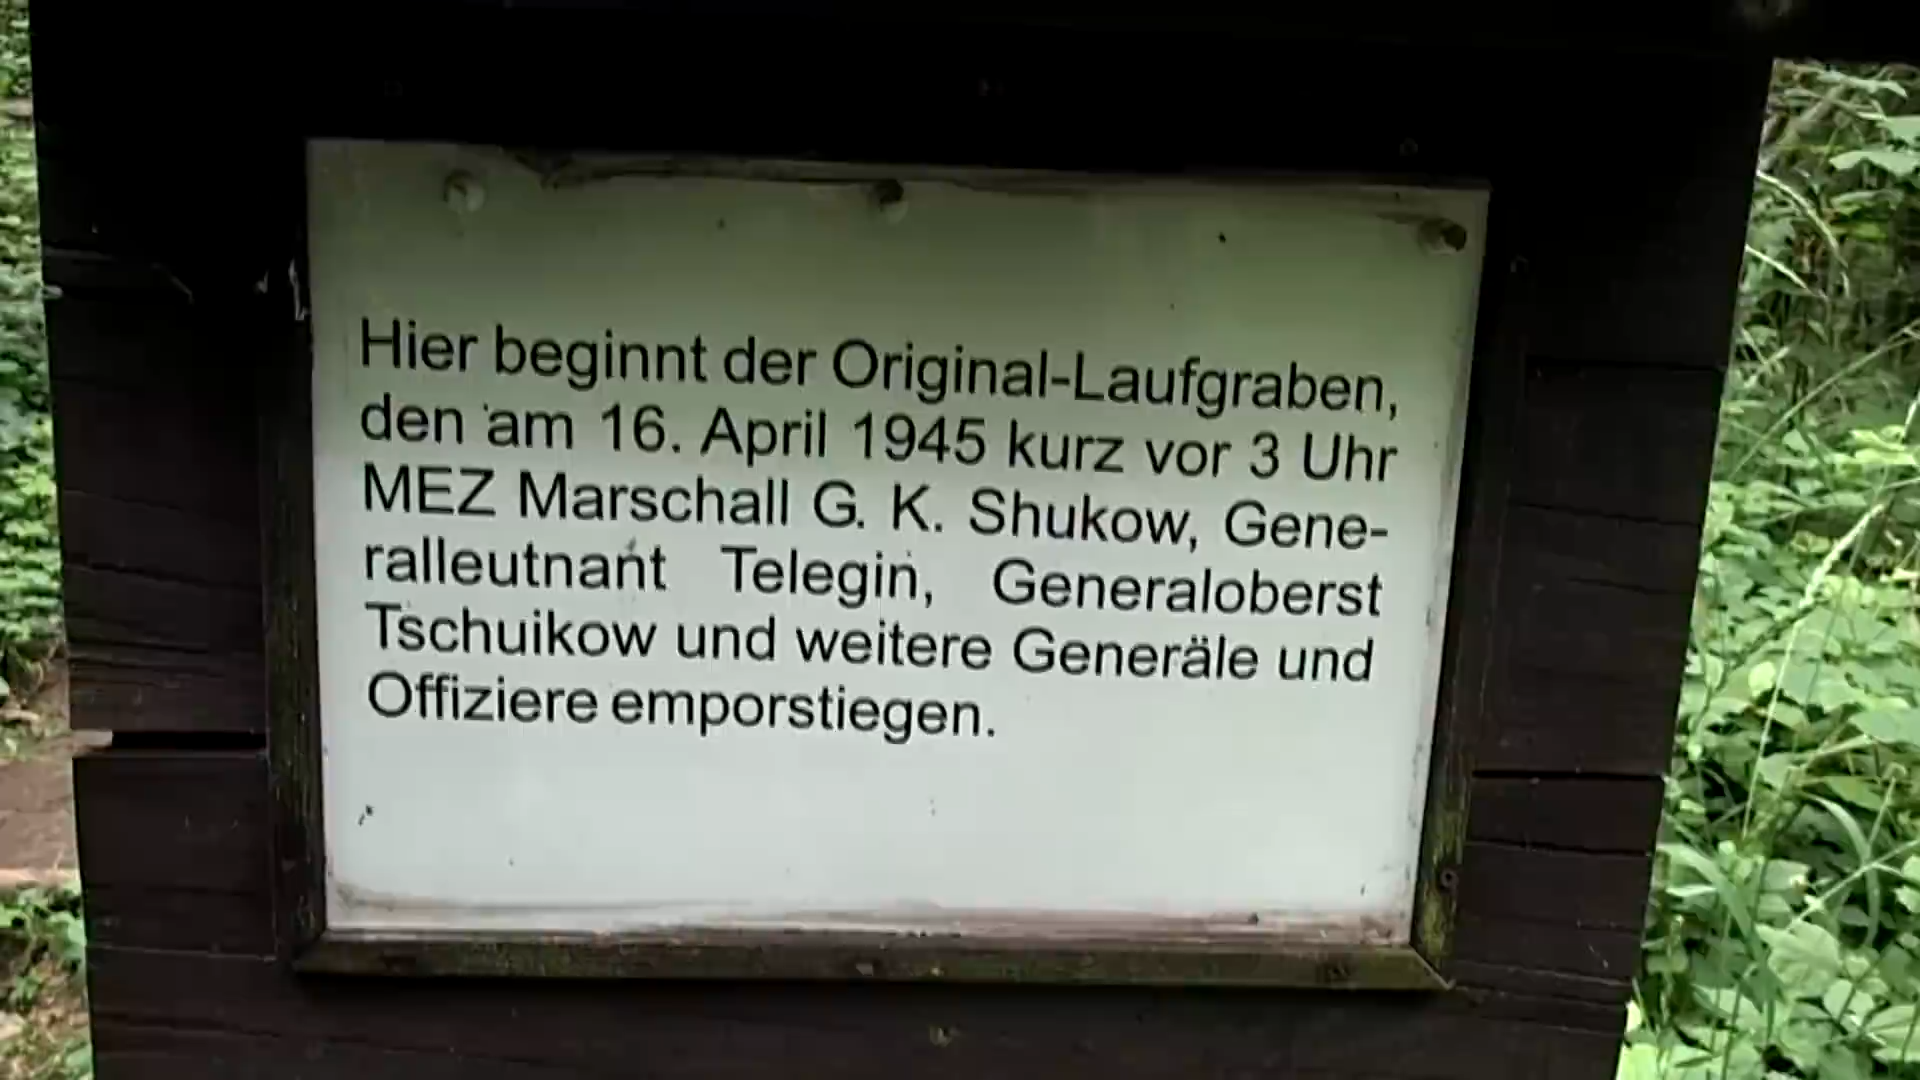 Hier beginnt der Original-Laufgraben,
den am 16. April 1945 kurz vor 3 Uhr
MEZ Marschall G. K. Shukow, Gene-
ralleutnant Telegin, Generaloberst
Tschuikow und weitere Generäle und
Offiziere emporstiegen.